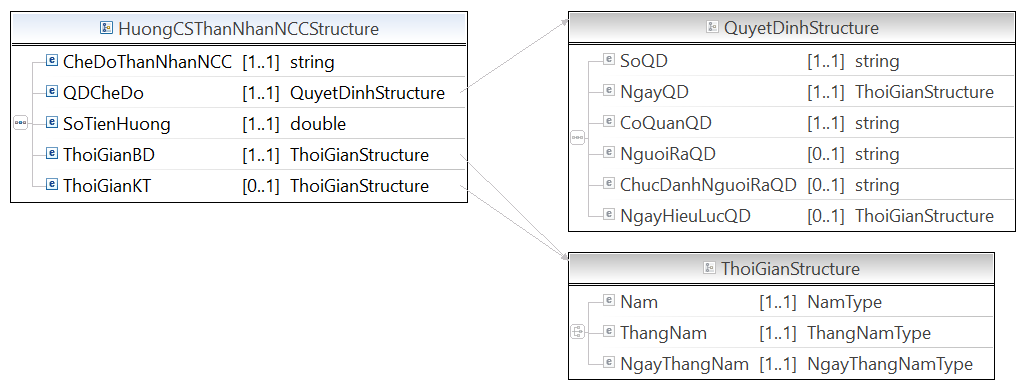 HuongCSThanNhanNCCStructure
CheDoThanNhanNCC [1..1] string
QDCheDo [1..1] QuyetDinhStructure
SoTienHuong [1..1] double
ThoiGianBD [1..1] ThoiGianStructure
ThoiGianKT [0..1] ThoiGianStructure
QuyetDinhStructure
SoQD [1..1] string
NgayQD [1..1] ThoiGianStructure
CoQuanQD [1..1] string
NguoiRaQD [0..1] string
ChucDanhNguoiRaQD [0..1] string
NgayHieuLucQD [0..1] ThoiGianStructure
ThoiGianStructure
Nam [1..1] NamType
ThangNam [1..1] ThangNamType
NgayThangNam [1..1] NgayThangNamType